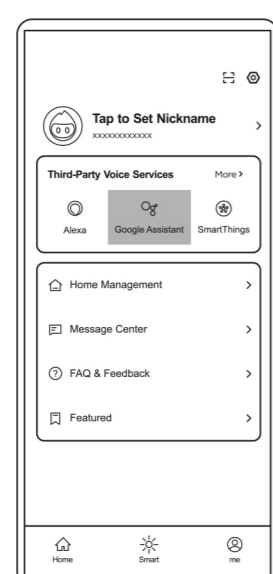 Tap to Set Nickname
xxxxxxxxxxxx
Third-Party Voice Services More
Alexa Google Assistant SmartThings
Home Management
Message Center
FAQ & Feedback
Featured
Home Smart me